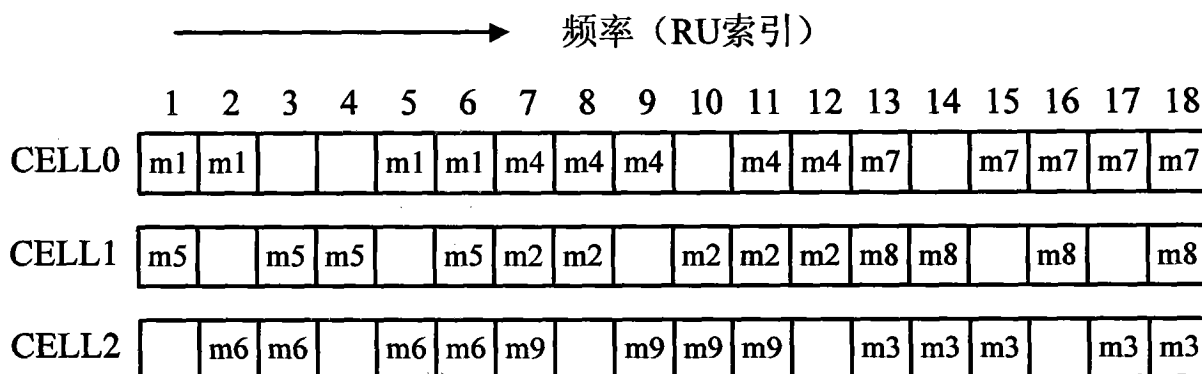 频率（RU索引）
1 2 3 4 5 6 7 8 9 10 11 12 13 14 15 16 17 18
CELL0 m1 m1 m1 m1 m4 m4 m4 m4 m4 m7 m7 m7 m7 m7
CELL1 m5 m5 m5 m5 m2 m2 m2 m2 m2 m8 m8 m8 m8
CELL2 m6 m6 m6 m6 m9 m9 m9 m9 m3 m3 m3 m3 m3